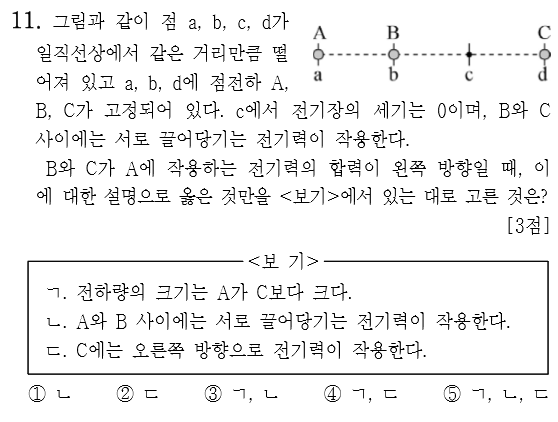 11. 그림과 같이 점 a, b, c, d가
일직선상에서 같은 거리만큼 떨
어져 있고 a, b, d에 점전하 A,
B, C가 고정되어 있다. c에서 전기장의 세기는 0이며, B와 C
사이에는 서로 끌어당기는 전기력이 작용한다.
A B C
a b c d
B와 C가 A에 작용하는 전기력의 합력이 왼쪽 방향일 때, 이
에 대한 설명으로 옳은 것만을 <보기>에서 있는 대로 고른 것은?
[3점]
<보 기>
ㄱ. 전하량의 크기는 A가 C보다 크다.
ㄴ. A와 B 사이에는 서로 끌어당기는 전기력이 작용한다.
ㄷ. C에는 오른쪽 방향으로 전기력이 작용한다.
① ㄴ ② ㄷ ③ ㄱ, ㄴ ④ ㄱ, ㄷ ⑤ ㄱ, ㄴ, ㄷ